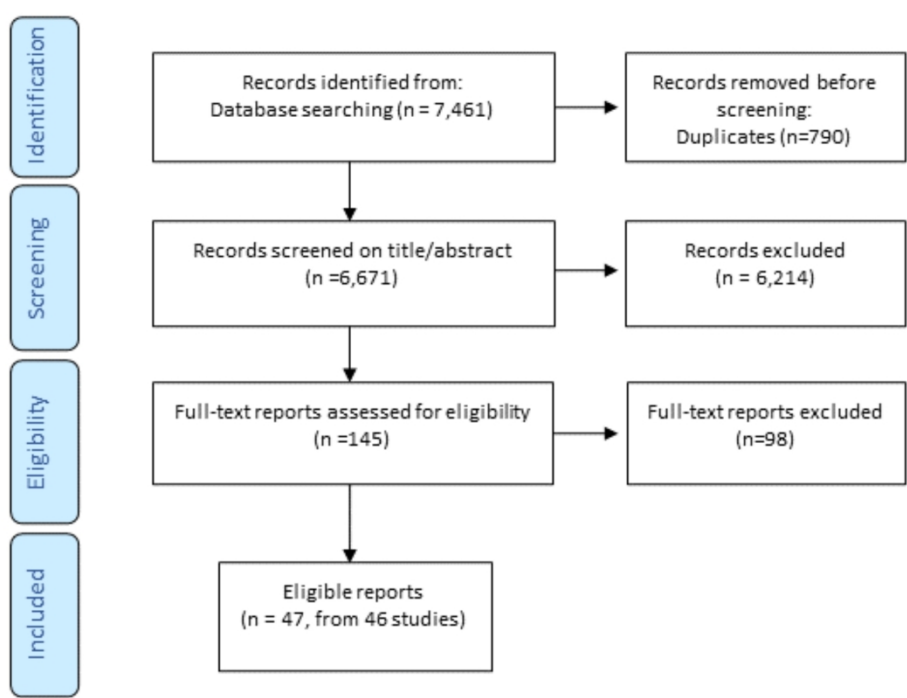 Identification
Records identified from:
Database searching (n = 7,461)
Records removed before
screening:
Duplicates (n=790)
Screening
Records screened on title/abstract
(n =6,671)
Records excluded
(n = 6,214)
Eligibility
Full-text reports assessed for eligibility
(n =145)
Full-text reports excluded
(n=98)
Included
Eligible reports
(n = 47, from 46 studies)